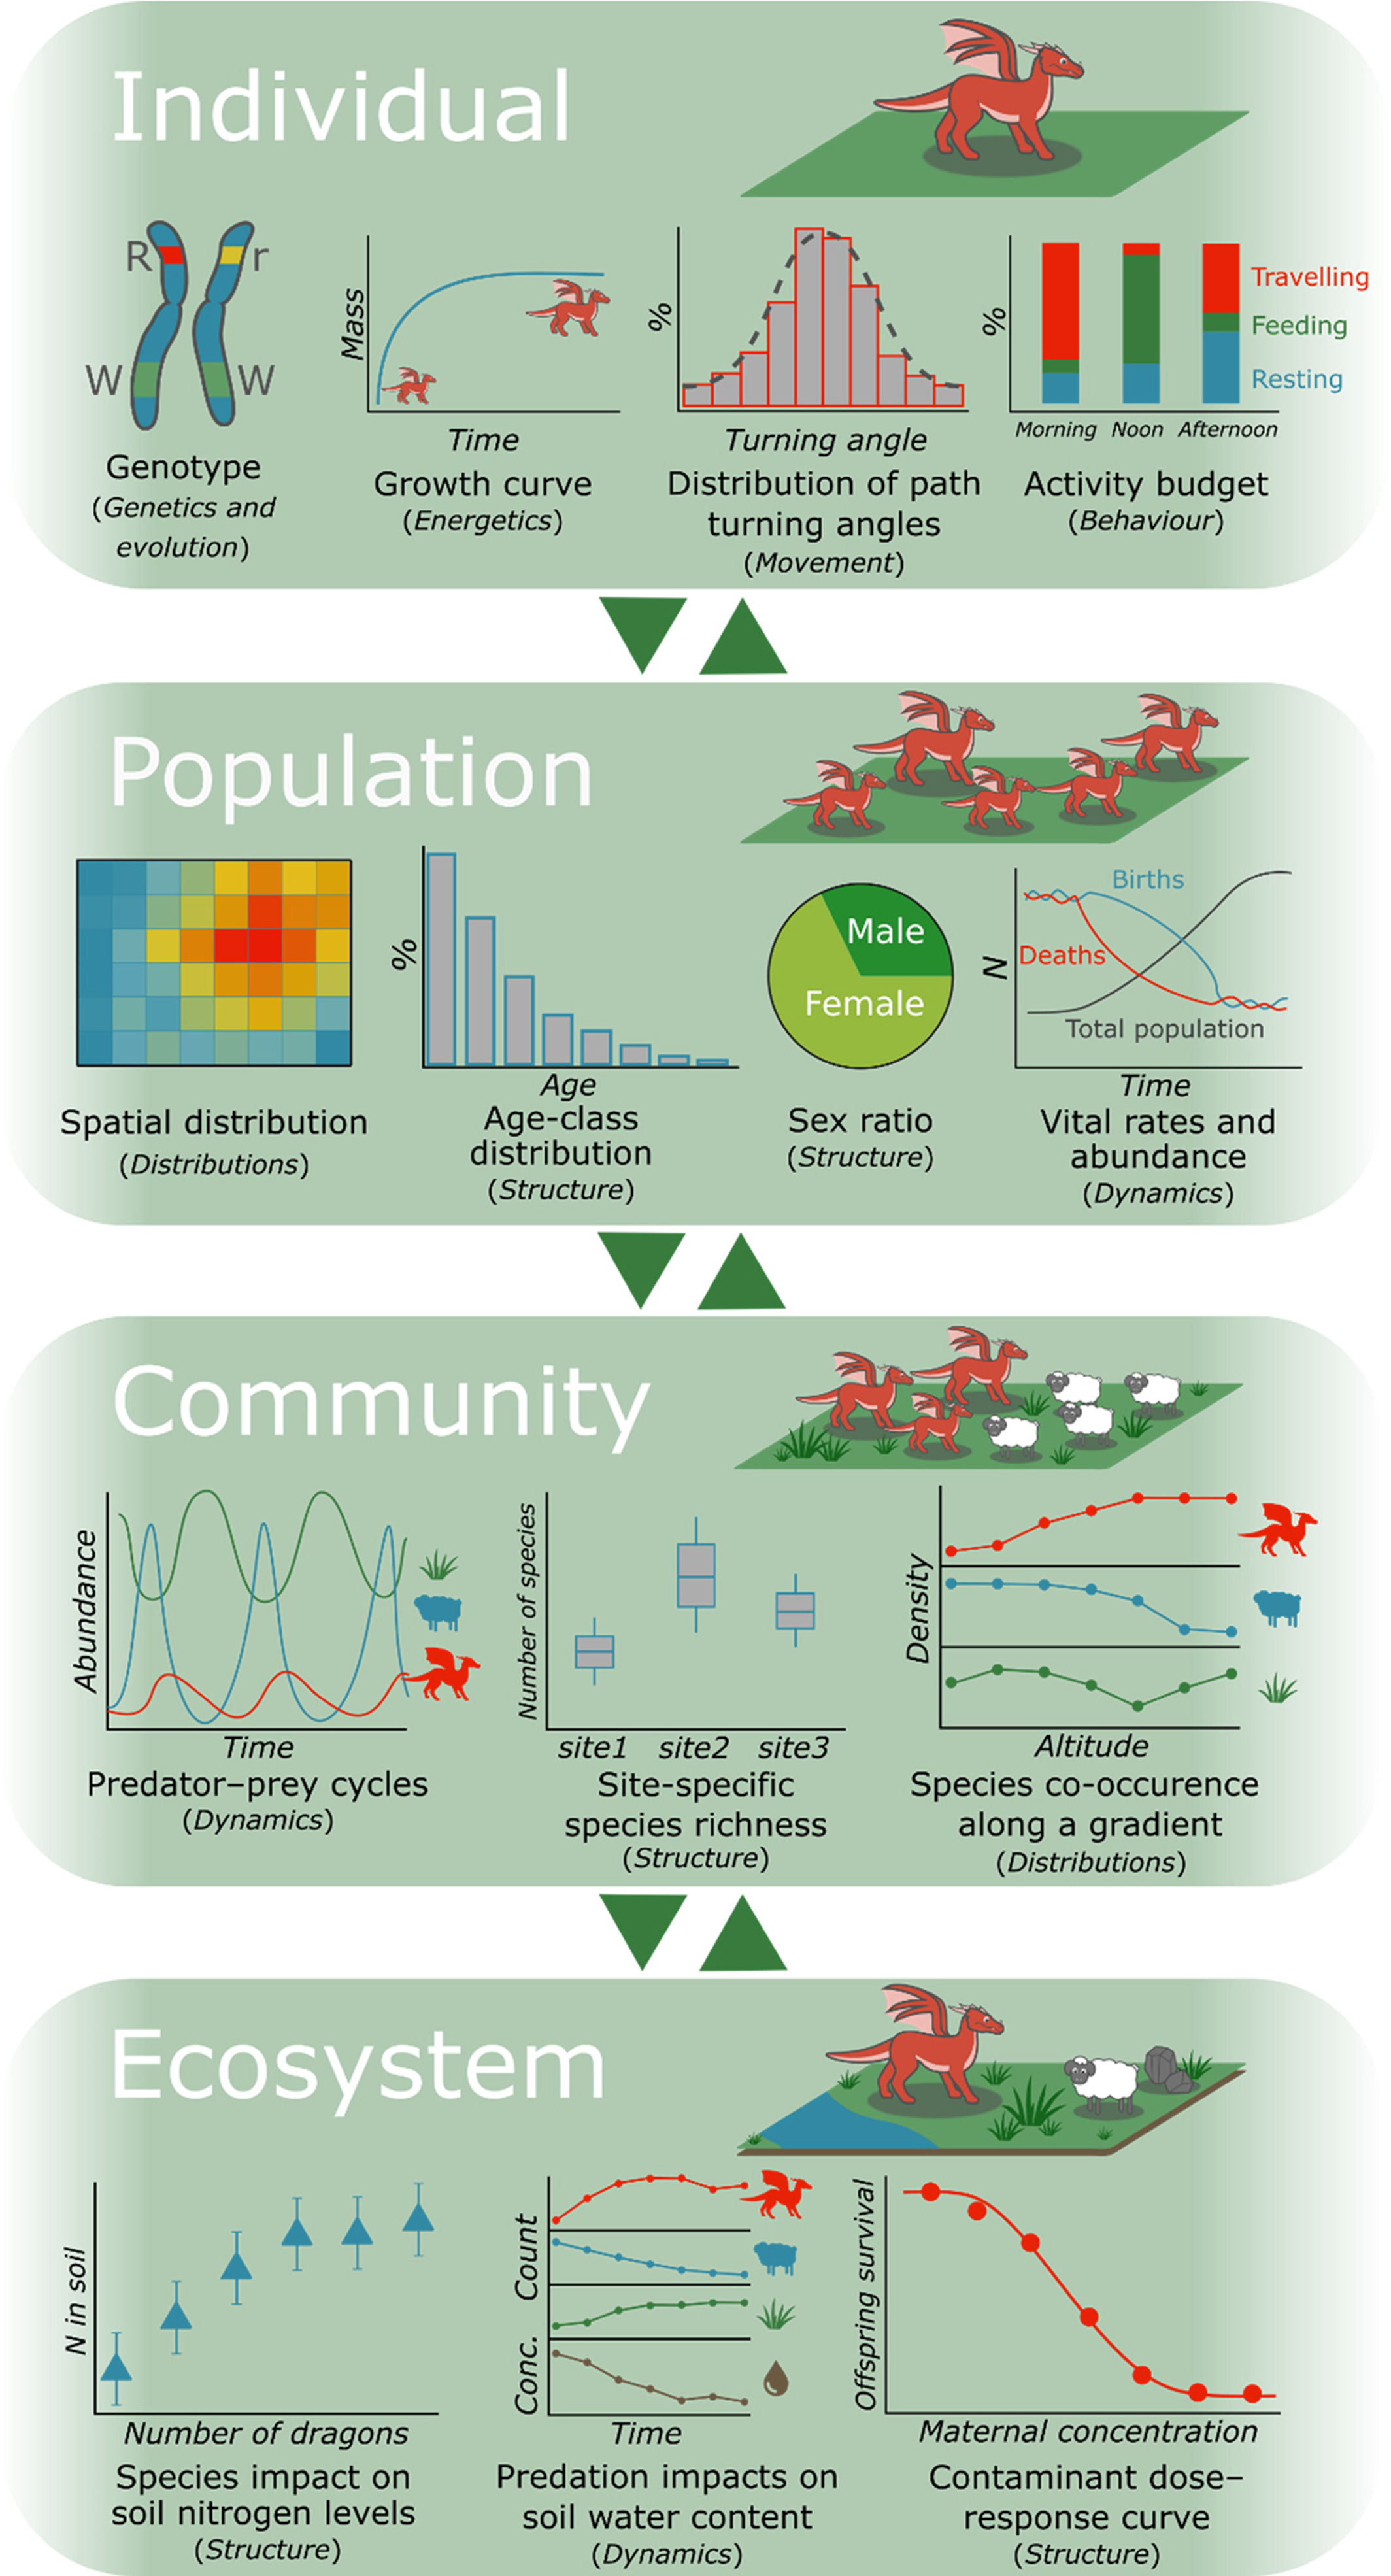 Individual
R
r
W
W
Genotype
(Genetics and
evolution)
Mass
Time
Growth curve
(Energetics)
%
Turning angle
Distribution of path
turning angles
(Movement)
%
Travelling
Feeding
Resting
Morning Noon Afternoon
Activity budget
(Behaviour)
Population
Spatial distribution
(Distributions)
%
Age
Age-class
distribution
(Structure)
Male
Female
Sex ratio
(Structure)
N
Births
Deaths
Total population
Time
Vital rates and
abundance
(Dynamics)
Community
Abundance
Time
Predator–prey cycles
(Dynamics)
Number of species
site1 site2 site3
Site-specific
species richness
(Structure)
Density
Altitude
Species co-occurence
along a gradient
(Distributions)
Ecosystem
N in soil
Number of dragons
Species impact on
soil nitrogen levels
(Structure)
Count
Conc.
Time
Predation impacts on
soil water content
(Dynamics)
Offspring survival
Maternal concentration
Contaminant dose–
response curve
(Structure)